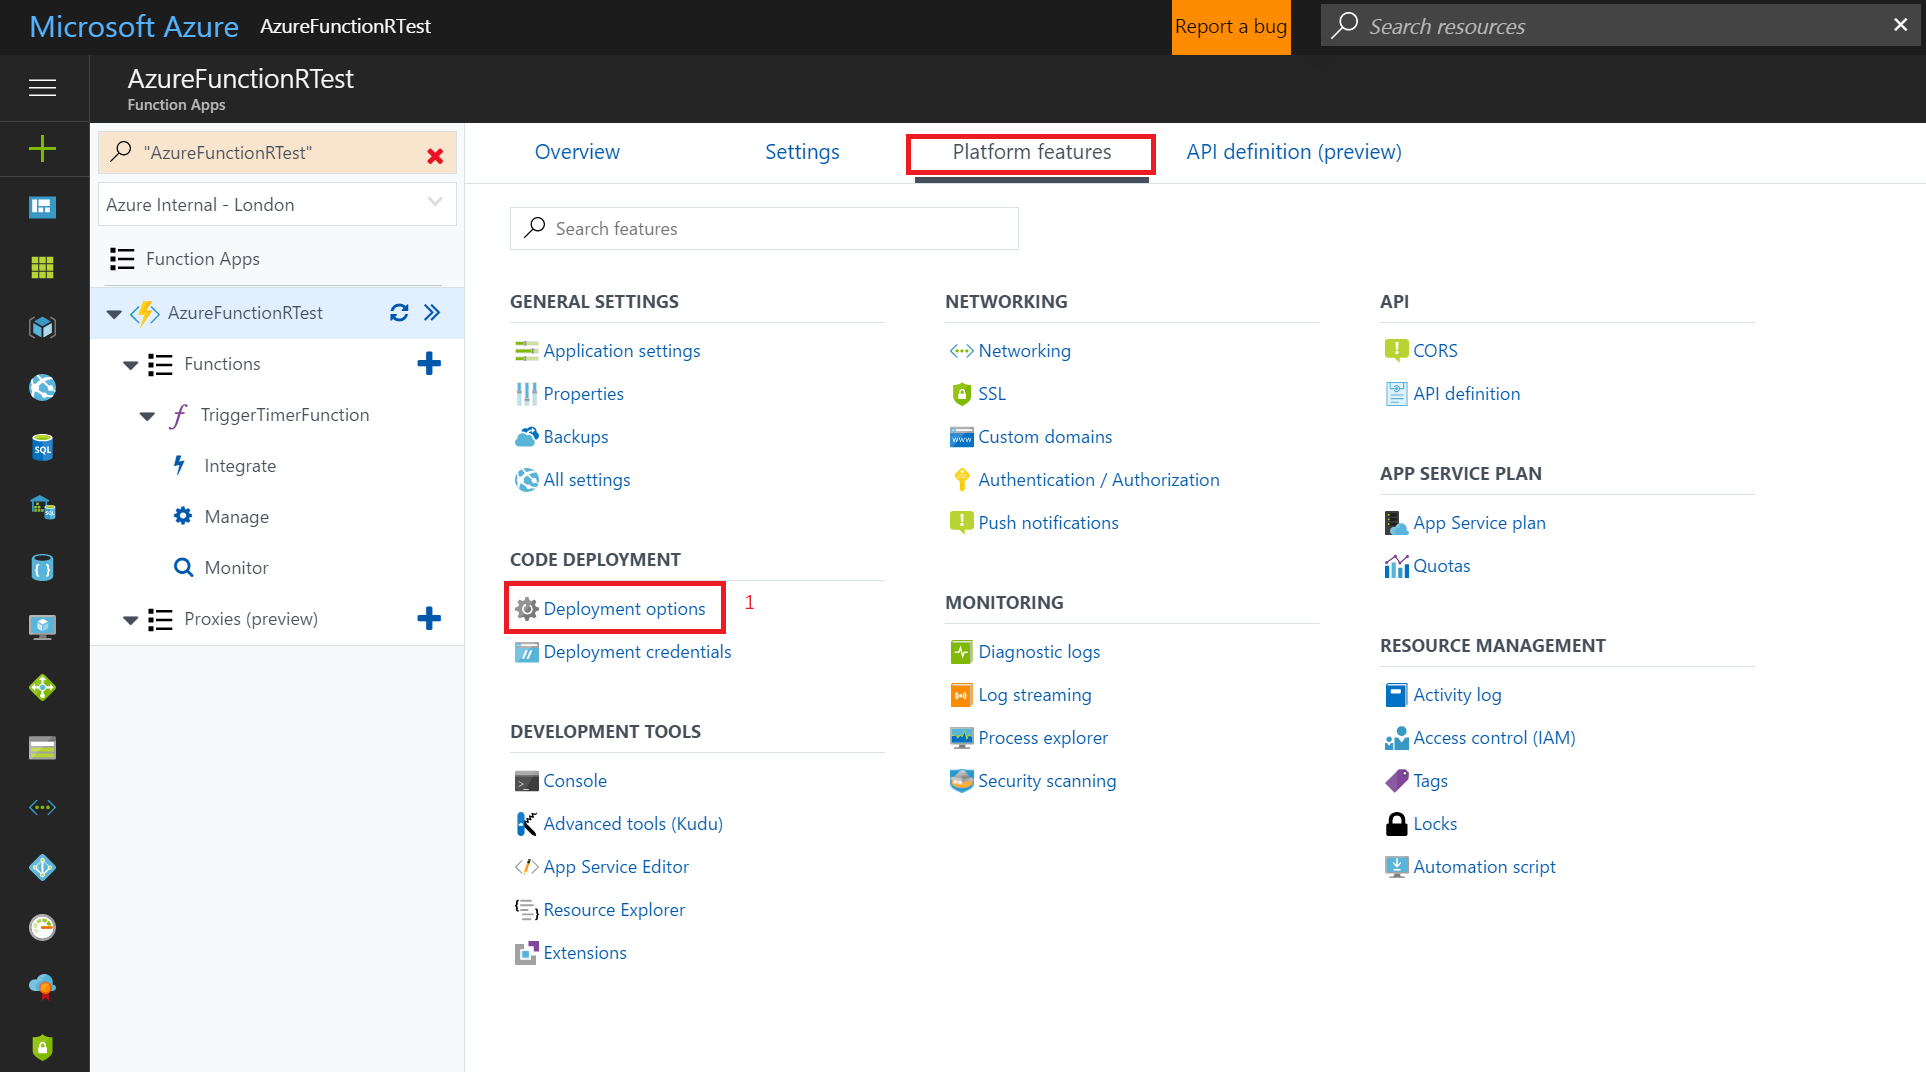 Microsoft Azure AzureFunctionRTest
Report a bug
Search resources
AzureFunctionRTest
Function Apps
"AzureFunctionRTest"
Azure Internal - London
Function Apps
AzureFunctionRTest
Functions
TriggerTimerFunction
Integrate
Manage
Monitor
Proxies (preview)
SQL
SQL
Overview
Settings
Platform features
API definition (preview)
Search features
GENERAL SETTINGS
Application settings
Properties
Backups
All settings
CODE DEPLOYMENT
Deployment options 1
Deployment credentials
DEVELOPMENT TOOLS
Console
Advanced tools (Kudu)
App Service Editor
Resource Explorer
Extensions
NETWORKING
Networking
SSL
www Custom domains
Authentication / Authorization
Push notifications
MONITORING
Diagnostic logs
Log streaming
Process explorer
Security scanning
API
CORS
API definition
APP SERVICE PLAN
App Service plan
Quotas
RESOURCE MANAGEMENT
Activity log
Access control (IAM)
Tags
Locks
Automation script